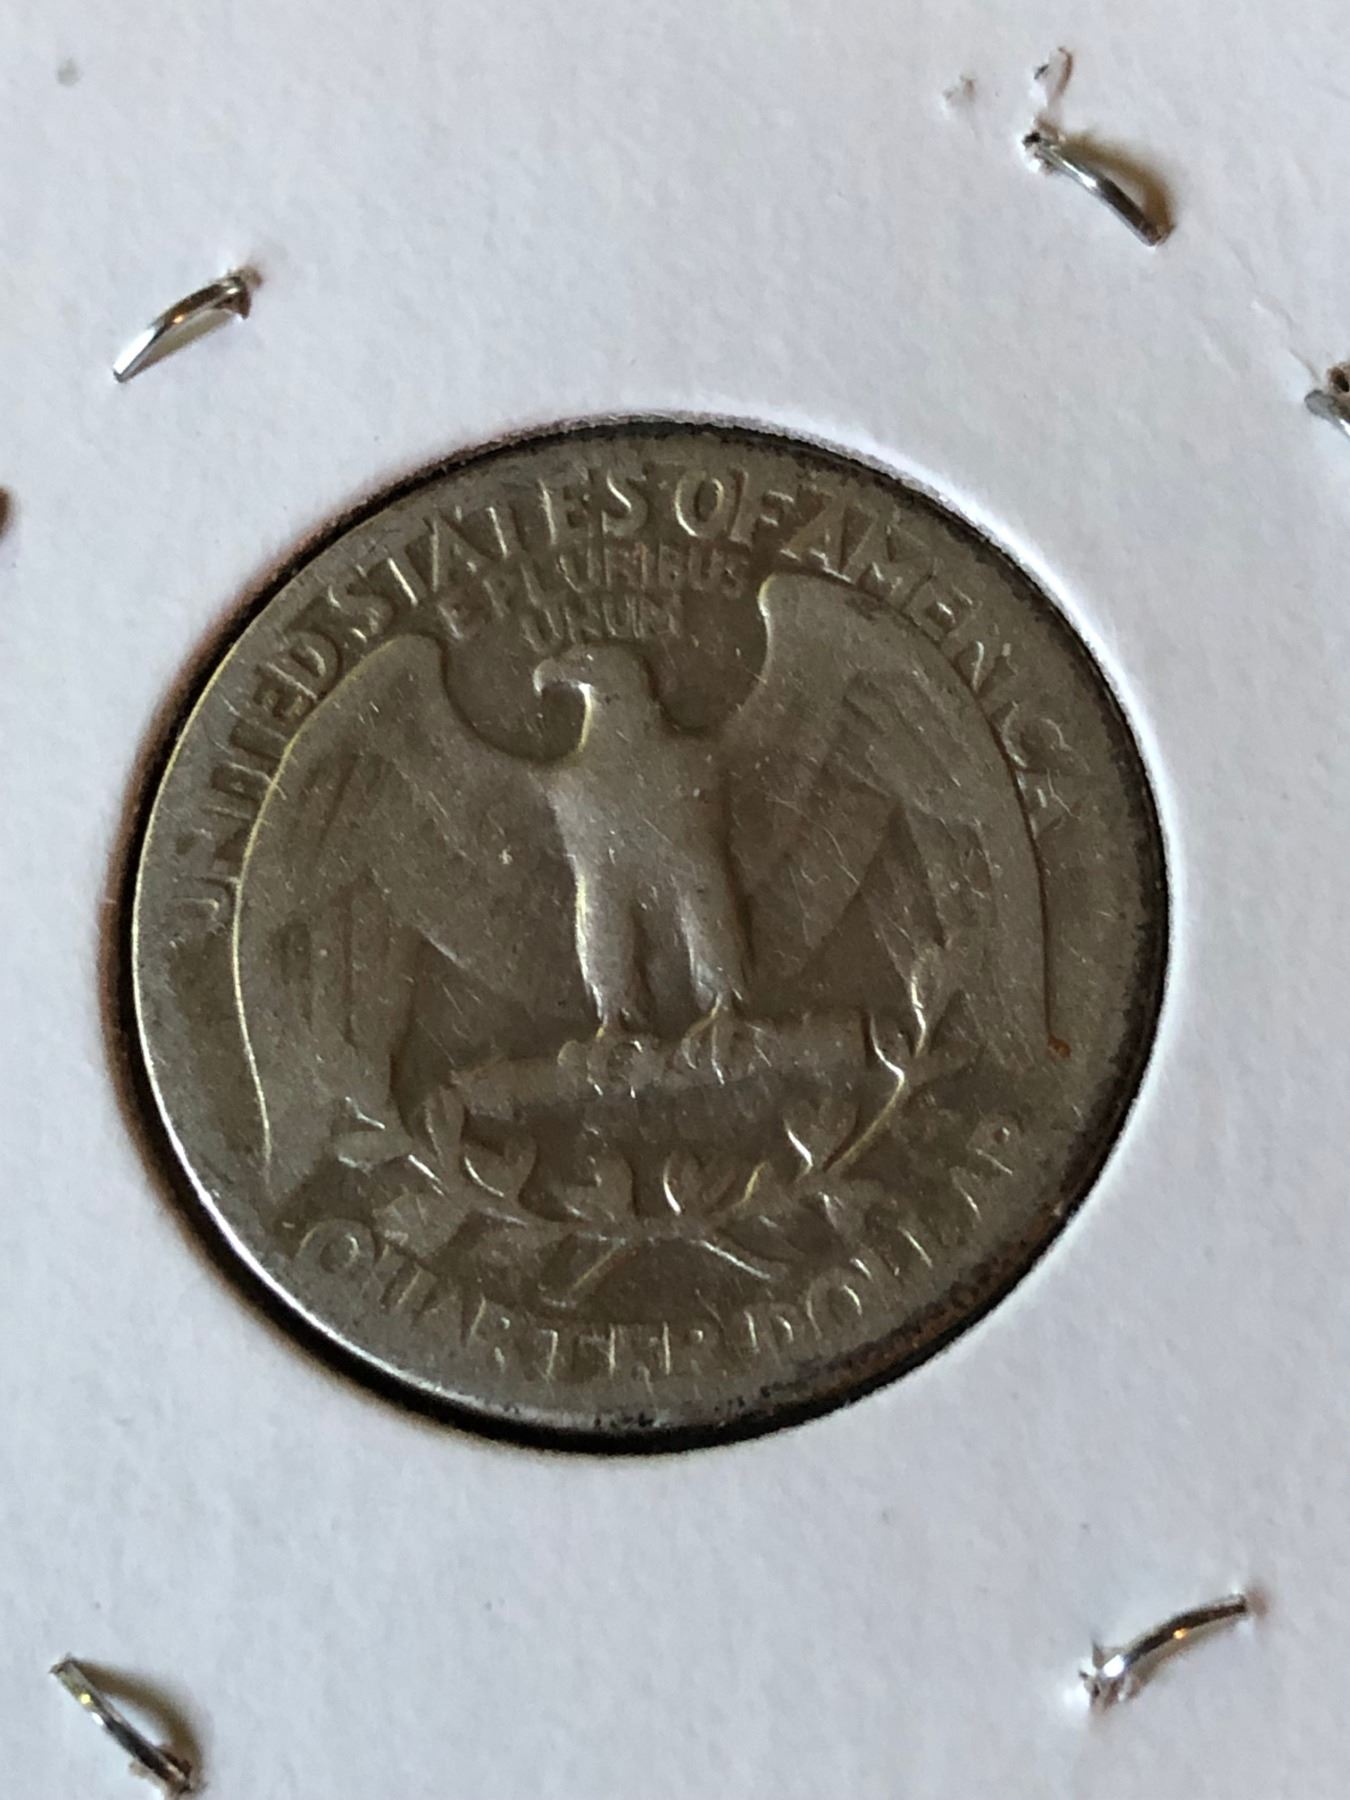 UNITED STATES OF AMERICA
E PLURIBUS
UNUM
QUARTER DOLLAR